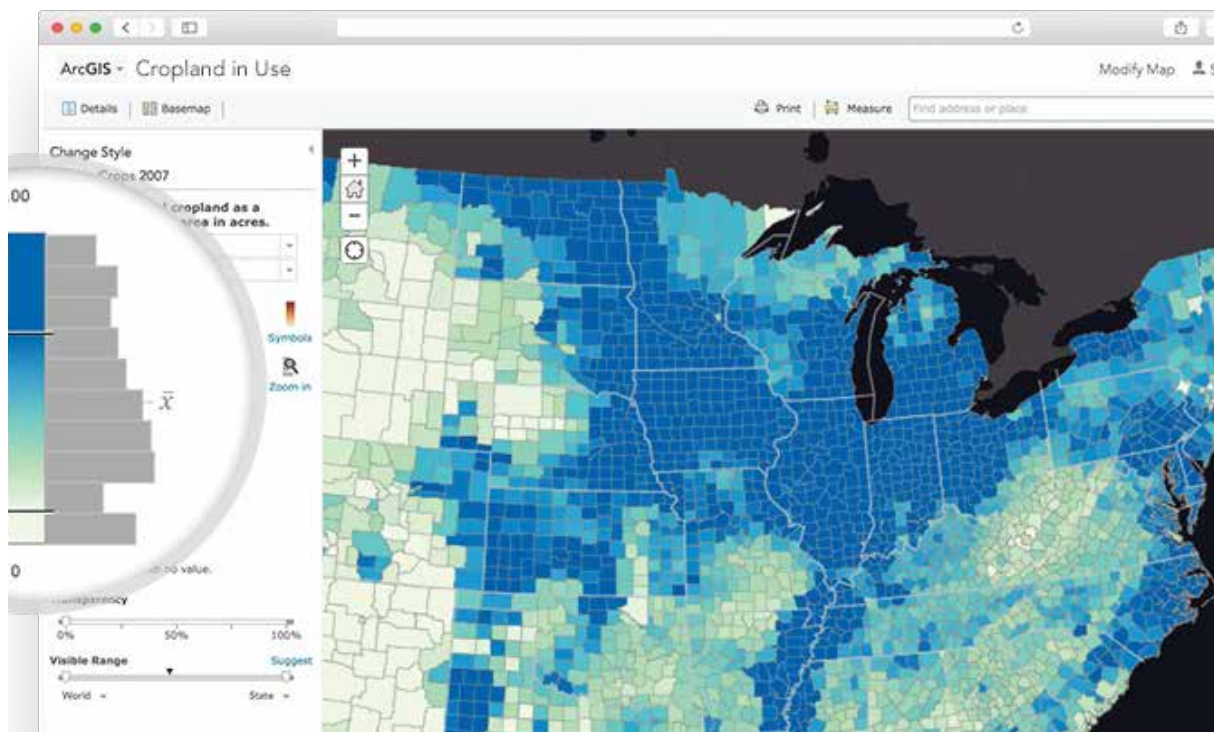 ArcGIS Cropland in Use
Modify Map S
Details Basemap
Print Measure Find address or place
Change Style
Crops 2007
cropland as a
area in acres.
.00
Symbols
Zoom in
x̄
0
no value.
Transparency
0% 50% 100%
Visible Range Suggest
World State